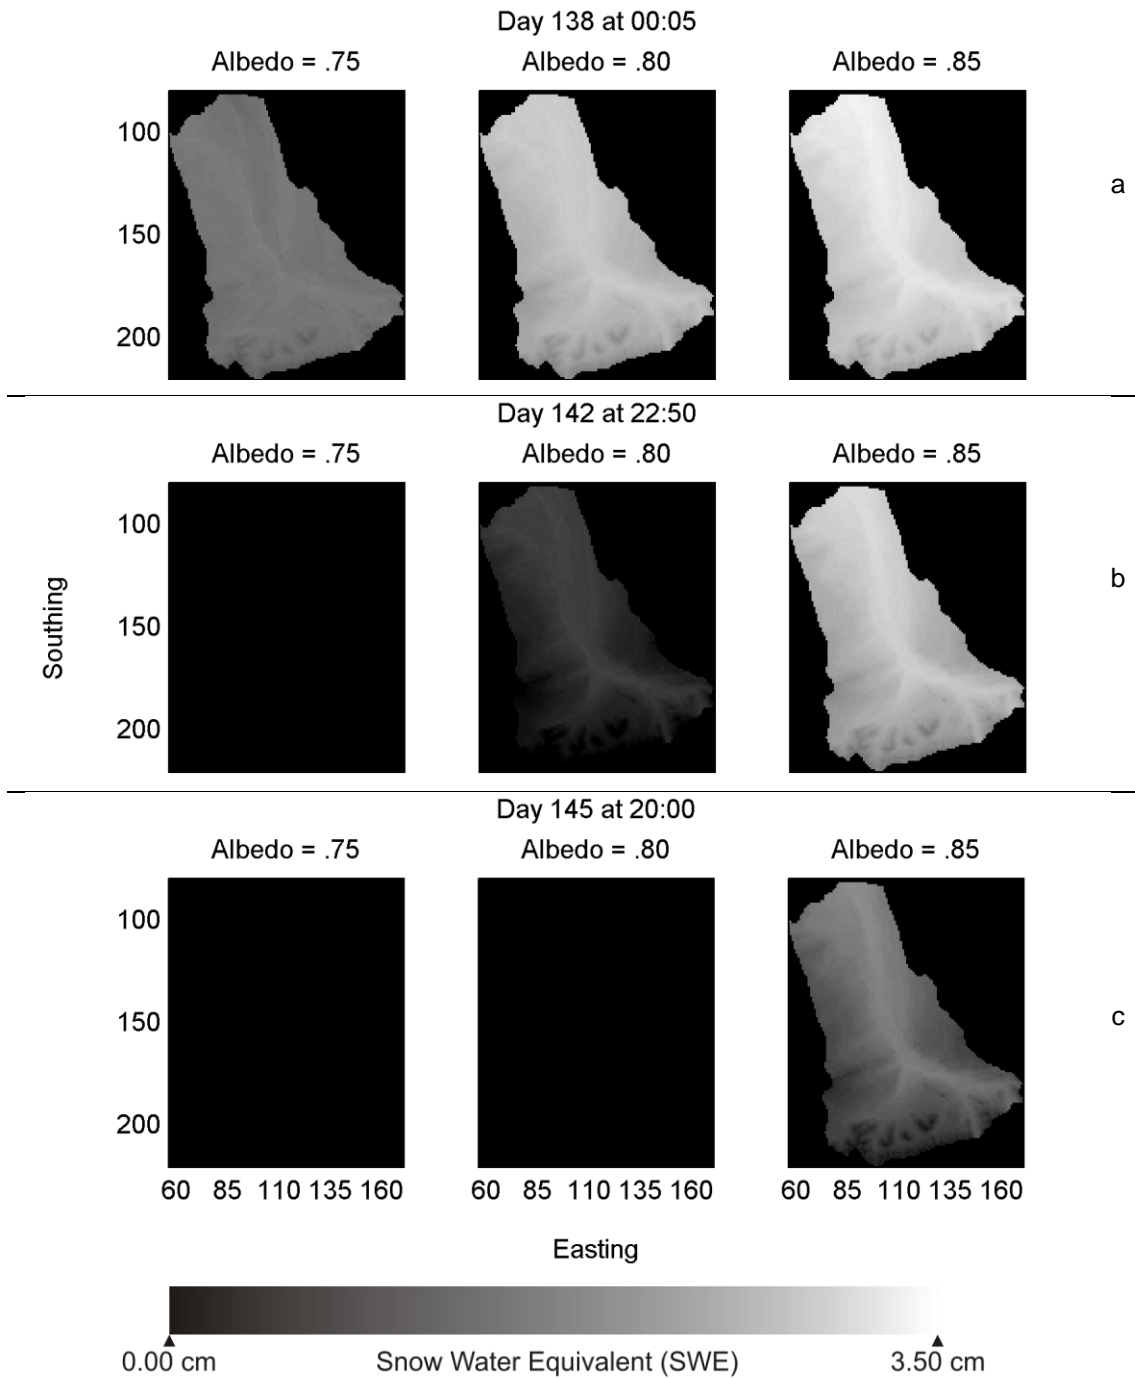 Day 138 at 00:05
Albedo = .75 Albedo = .80 Albedo = .85
100
a
150
200
Day 142 at 22:50
Albedo = .75 Albedo = .80 Albedo = .85
100
b
Southing
150
200
Day 145 at 20:00
Albedo = .75 Albedo = .80 Albedo = .85
100
150
c
200
60 85 110 135 160 60 85 110 135 160 60 85 110 135 160
Easting
0.00 cm Snow Water Equivalent (SWE) 3.50 cm